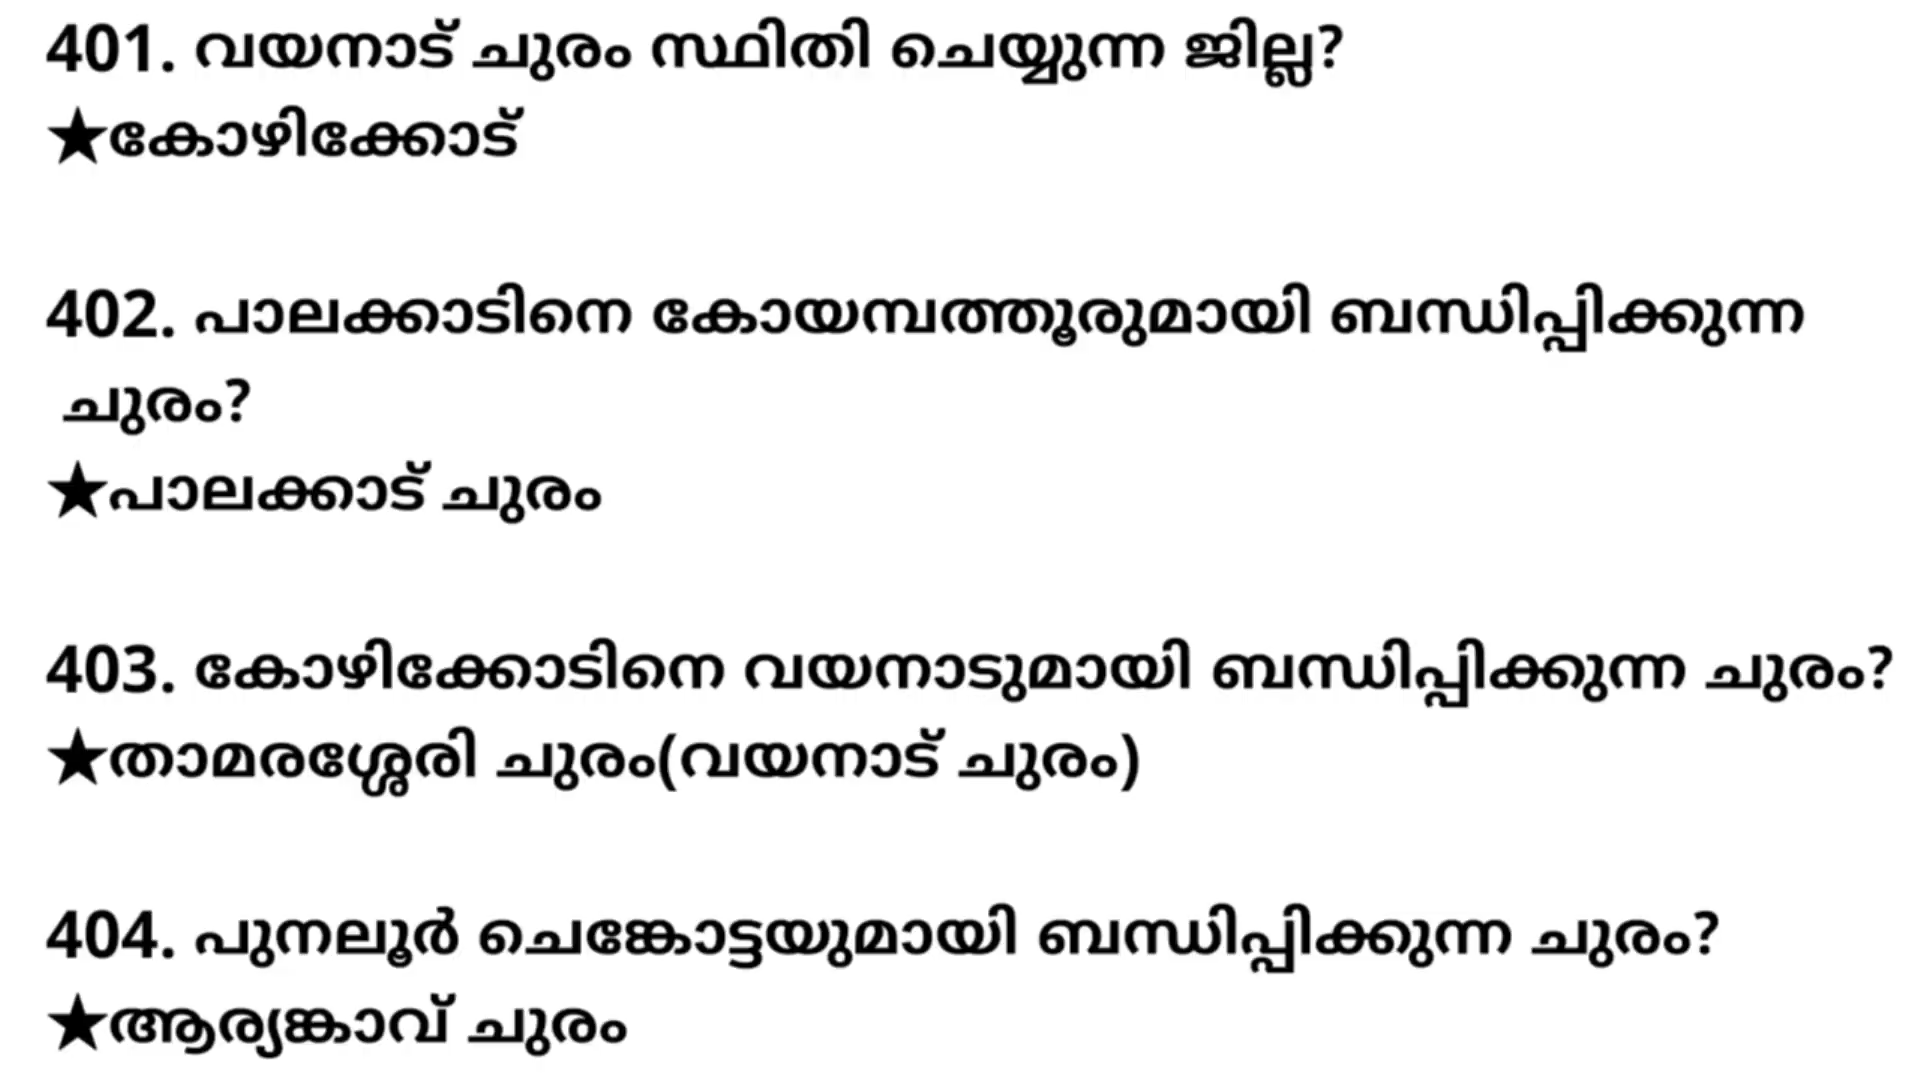 401. വയനാട് ചുരം സ്ഥിതി ചെയ്യുന്ന ജില്ല?
★കോഴിക്കോട്
402. പാലക്കാടിനെ കോയമ്പത്തൂരുമായി ബന്ധിപ്പിക്കുന്ന
ചുരം?
★പാലക്കാട് ചുരം
403. കോഴിക്കോടിനെ വയനാടുമായി ബന്ധിപ്പിക്കുന്ന ചുരം?
★താമരശ്ശേരി ചുരം(വയനാട് ചുരം)
404. പുനലൂർ ചെങ്കോട്ടയുമായി ബന്ധിപ്പിക്കുന്ന ചുരം?
★ആര്യങ്കാവ് ചുരം